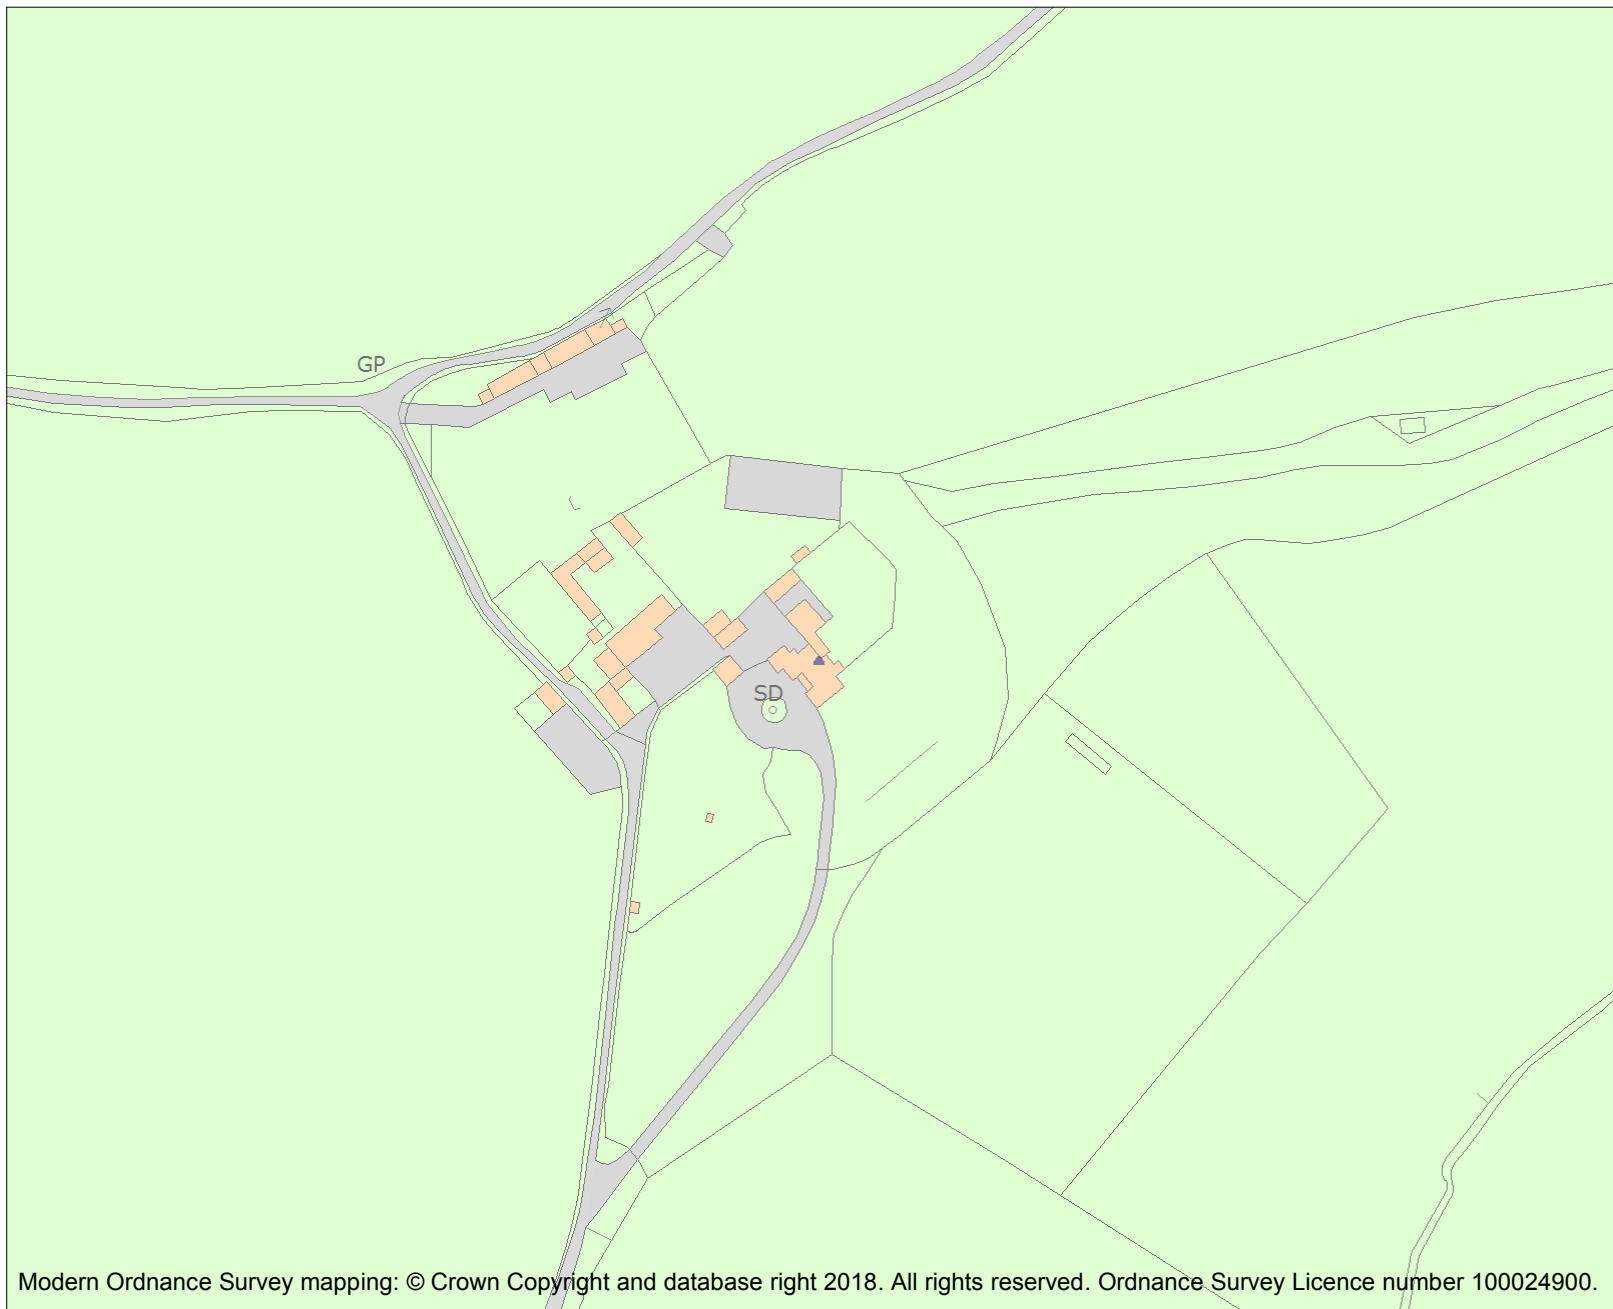 GP
SD
Modern Ordnance Survey mapping: © Crown Copyright and database right 2018. All rights reserved. Ordnance Survey Licence number 100024900.